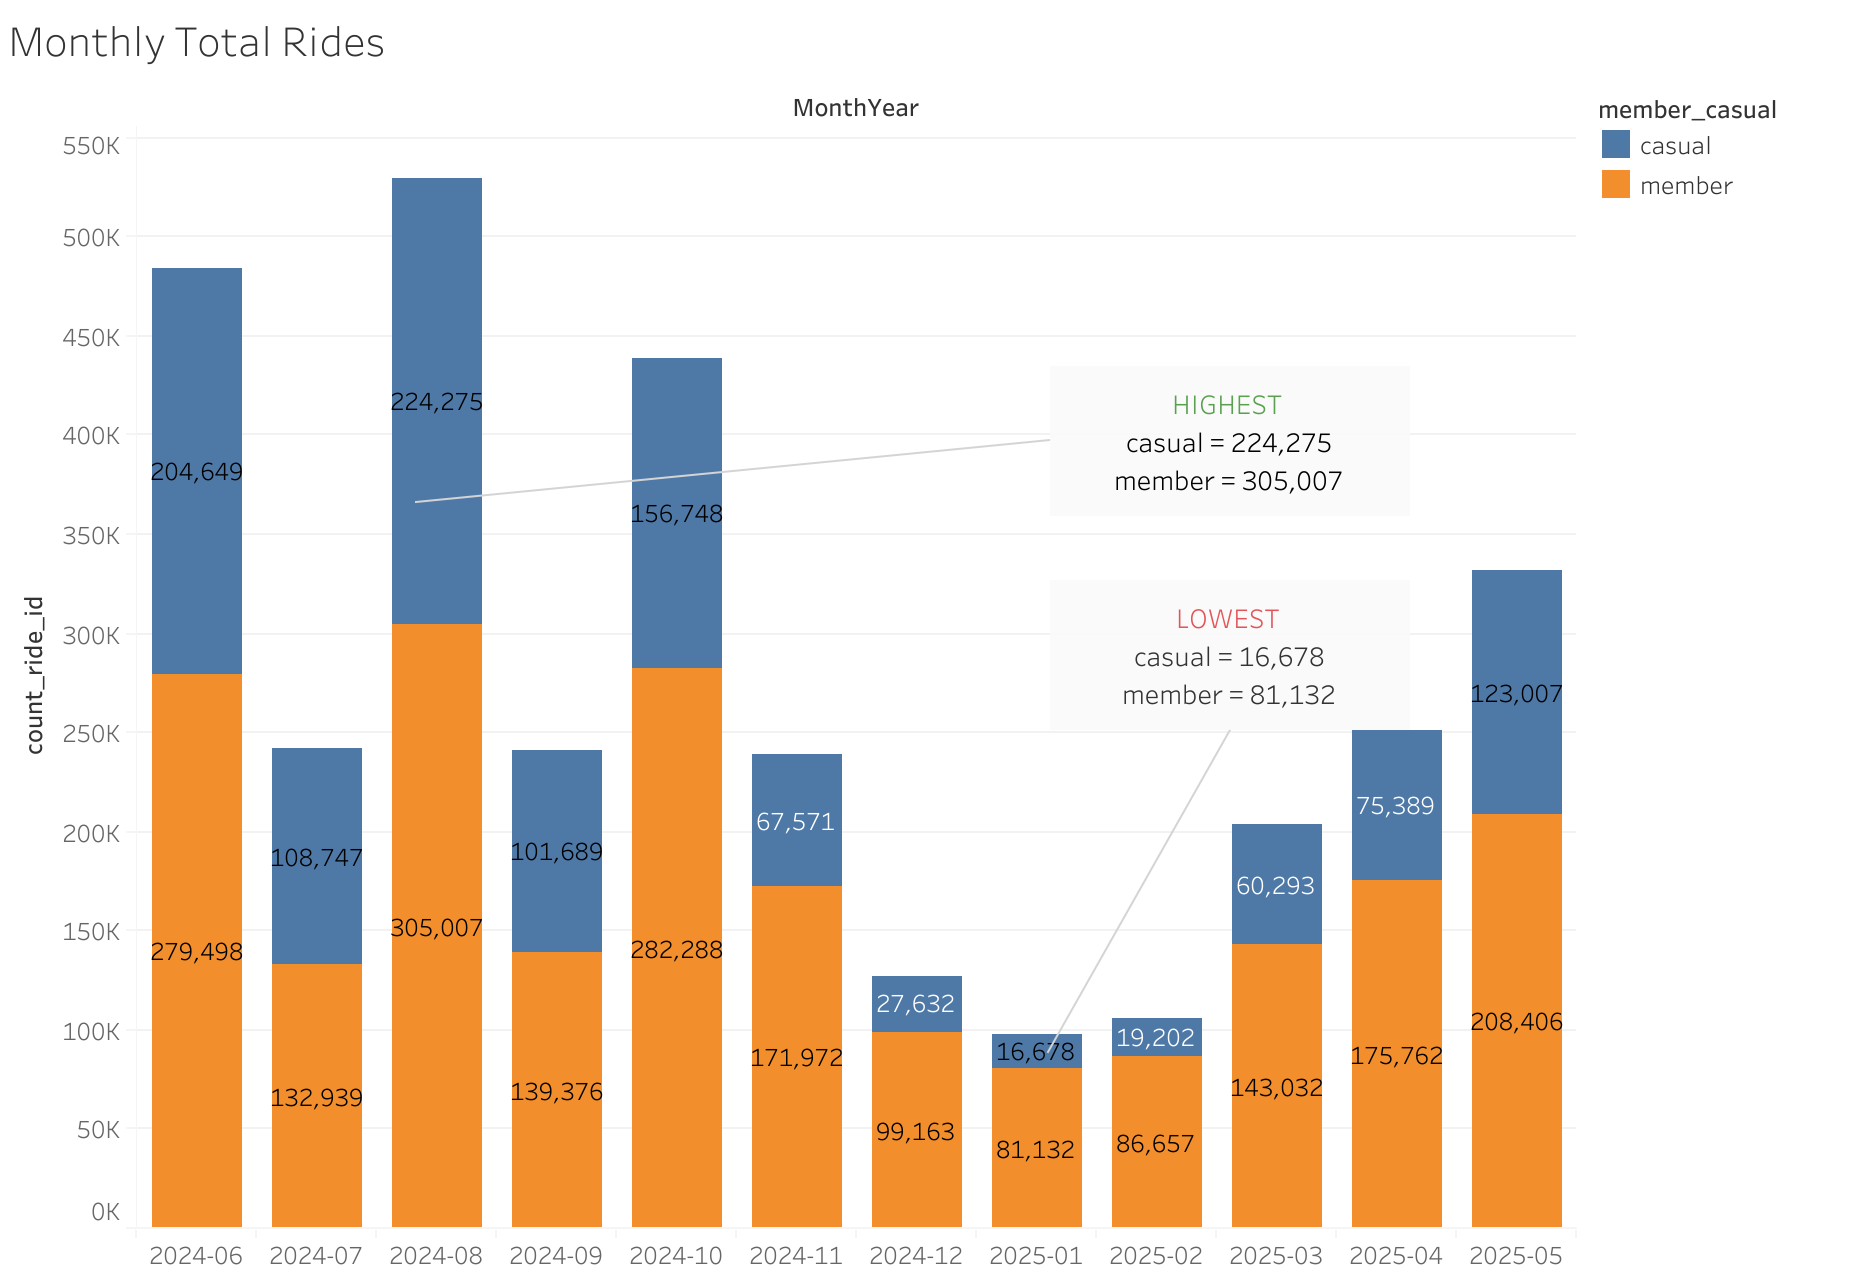 Monthly Total Rides
MonthYear
member_casual
casual
member
count_ride_id
550K
500K
450K
400K
350K
300K
250K
200K
150K
100K
50K
0K
204,649
279,498
108,747
132,939
224,275
305,007
101,689
139,376
156,748
282,288
67,571
171,972
27,632
99,163
16,678
81,132
19,202
86,657
60,293
143,032
75,389
175,762
123,007
208,406
HIGHEST
casual = 224,275
member = 305,007
LOWEST
casual = 16,678
member = 81,132
2024-06 2024-07 2024-08 2024-09 2024-10 2024-11 2024-12 2025-01 2025-02 2025-03 2025-04 2025-05